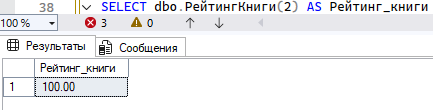 38 SELECT dbo.РейтингКниги(2) AS Рейтинг_книги
100 % 3 0
Результаты Сообщения
Рейтинг_книги
1 100.00